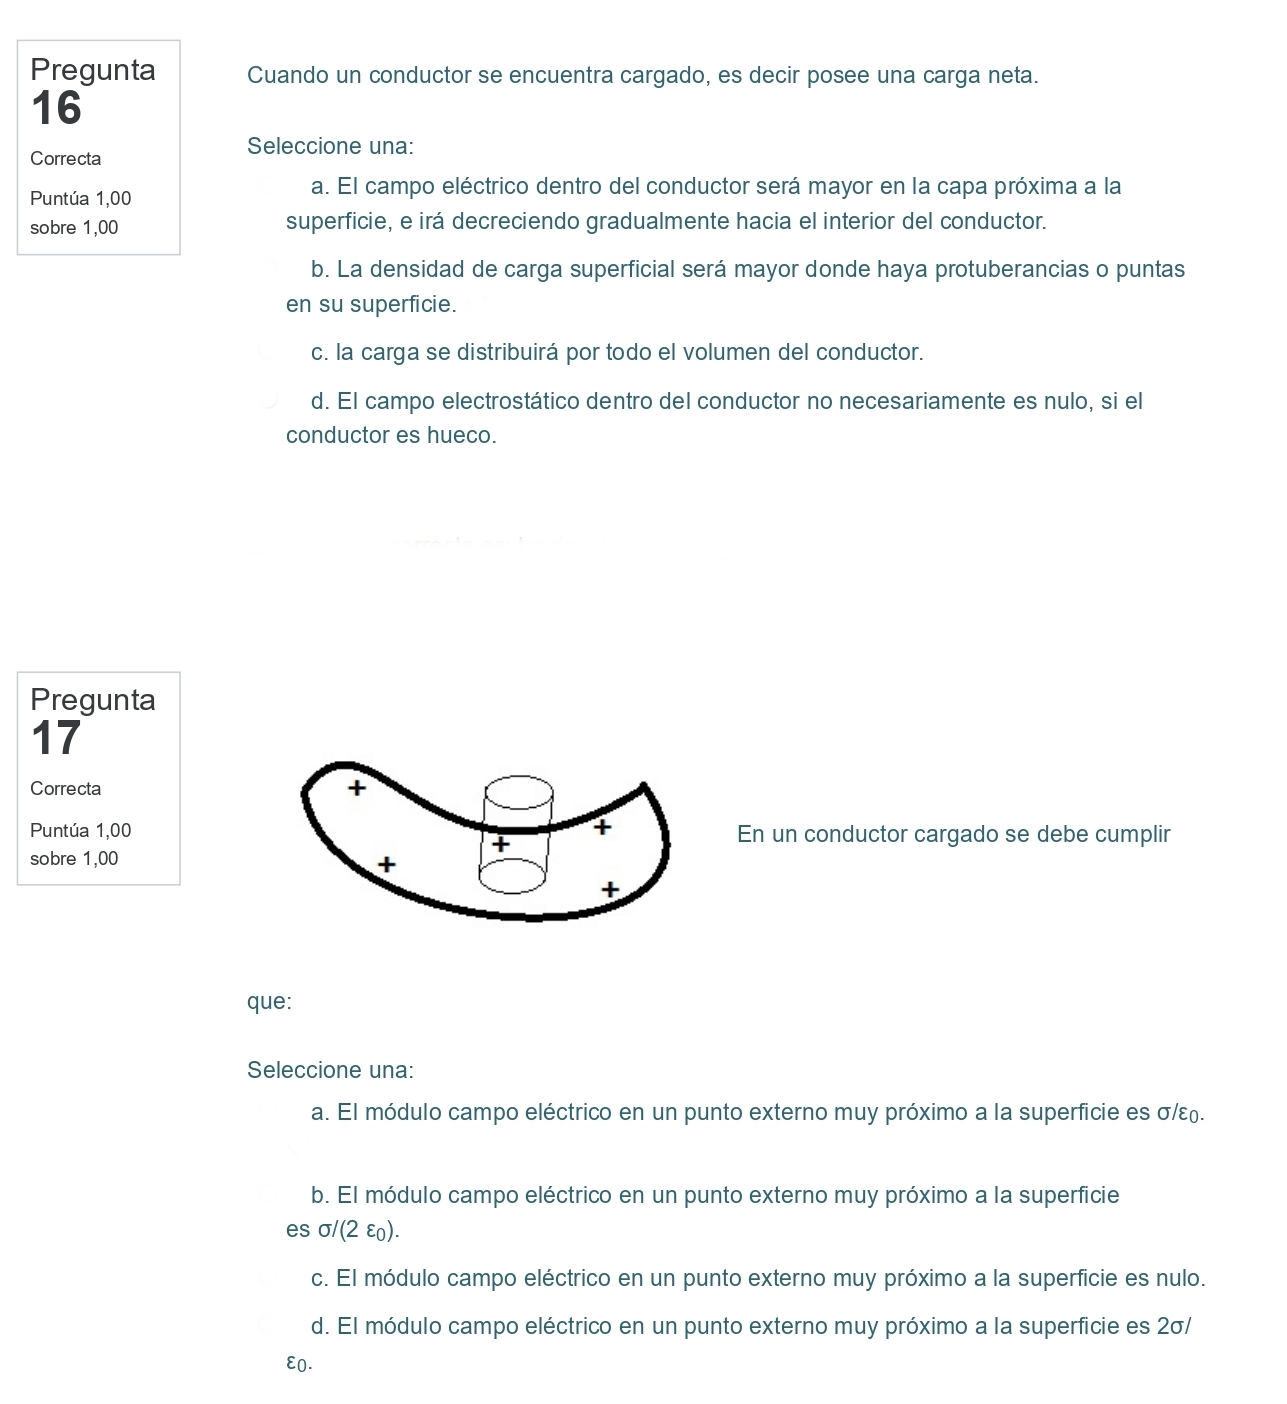 Pregunta
16
Correcta
Puntúa 1,00
sobre 1,00
Cuando un conductor se encuentra cargado, es decir posee una carga neta.
Seleccione una:
a. El campo eléctrico dentro del conductor será mayor en la capa próxima a la
superficie, e irá decreciendo gradualmente hacia el interior del conductor.
b. La densidad de carga superficial será mayor donde haya protuberancias o puntas
en su superficie.
c. la carga se distribuirá por todo el volumen del conductor.
d. El campo electrostático dentro del conductor no necesariamente es nulo, si el
conductor es hueco.
Pregunta
17
Correcta
Puntúa 1,00
sobre 1,00
+
+
+
+
+
En un conductor cargado se debe cumplir
que:
Seleccione una:
a. El módulo campo eléctrico en un punto externo muy próximo a la superficie es σ/ε₀.
b. El módulo campo eléctrico en un punto externo muy próximo a la superficie
es σ/(2 ε₀).
c. El módulo campo eléctrico en un punto externo muy próximo a la superficie es nulo.
d. El módulo campo eléctrico en un punto externo muy próximo a la superficie es 2σ/
ε₀.